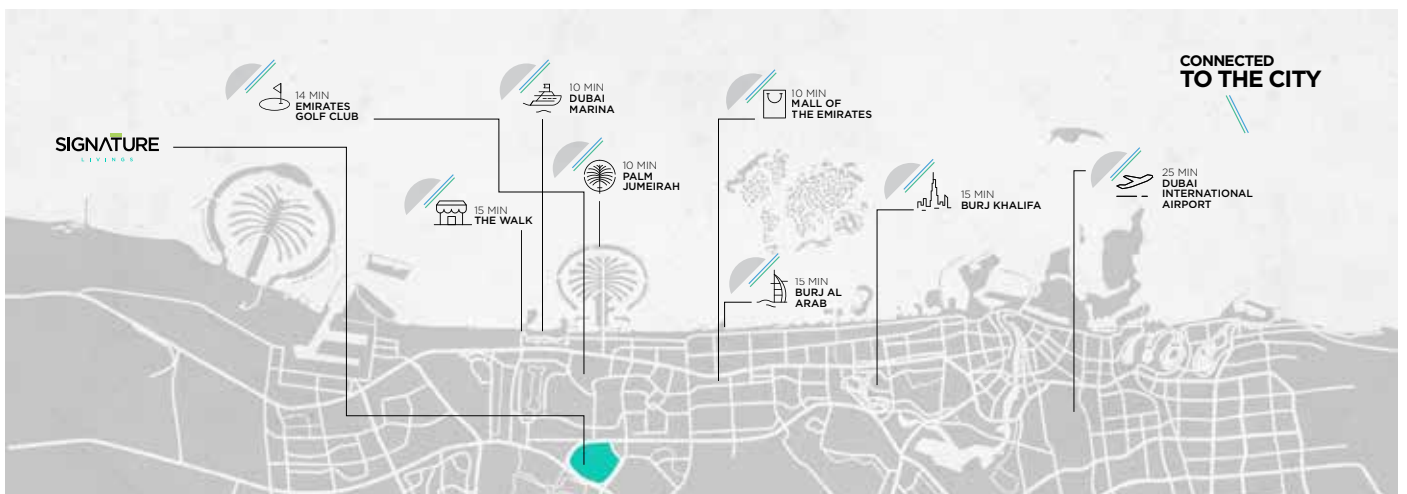 CONNECTED
TO THE CITY
SIGNATURE
LIVINGS
14 MIN
EMIRATES
GOLF CLUB
10 MIN
DUBAI
MARINA
10 MIN
MALL OF
THE EMIRATES
10 MIN
PALM
JUMEIRAH
15 MIN
THE WALK
15 MIN
BURJ KHALIFA
25 MIN
DUBAI
INTERNATIONAL
AIRPORT
15 MIN
BURJ AL
ARAB